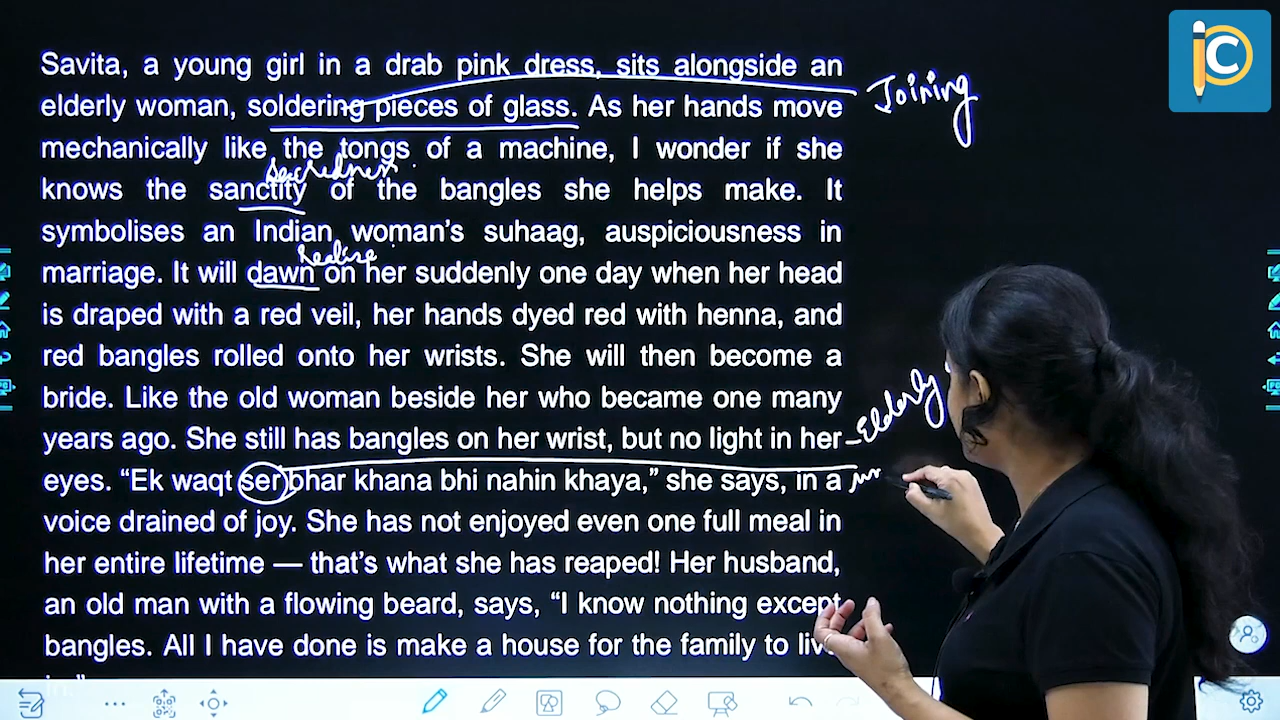 Savita, a young girl in a drab pink dress, sits alongside an
elderly woman, soldering pieces of glass. As her hands move
Joining
mechanically like the tongs of a machine, I wonder if she
sacredness
knows the sanctity of the bangles she helps make. It
symbolises an Indian woman's suhaag, auspiciousness in
realize
marriage. It will dawn on her suddenly one day when her head
is draped with a red veil, her hands dyed red with henna, and
red bangles rolled onto her wrists. She will then become a
bride. Like the old woman beside her who became one many
years ago. She still has bangles on her wrist, but no light in her
Elderly
eyes. “Ek waqt ser bhar khana bhi nahin khaya,” she says, in a
voice drained of joy. She has not enjoyed even one full meal in
her entire lifetime — that's what she has reaped! Her husband,
an old man with a flowing beard, says, “I know nothing except
bangles. All I have done is make a house for the family to live
in.”